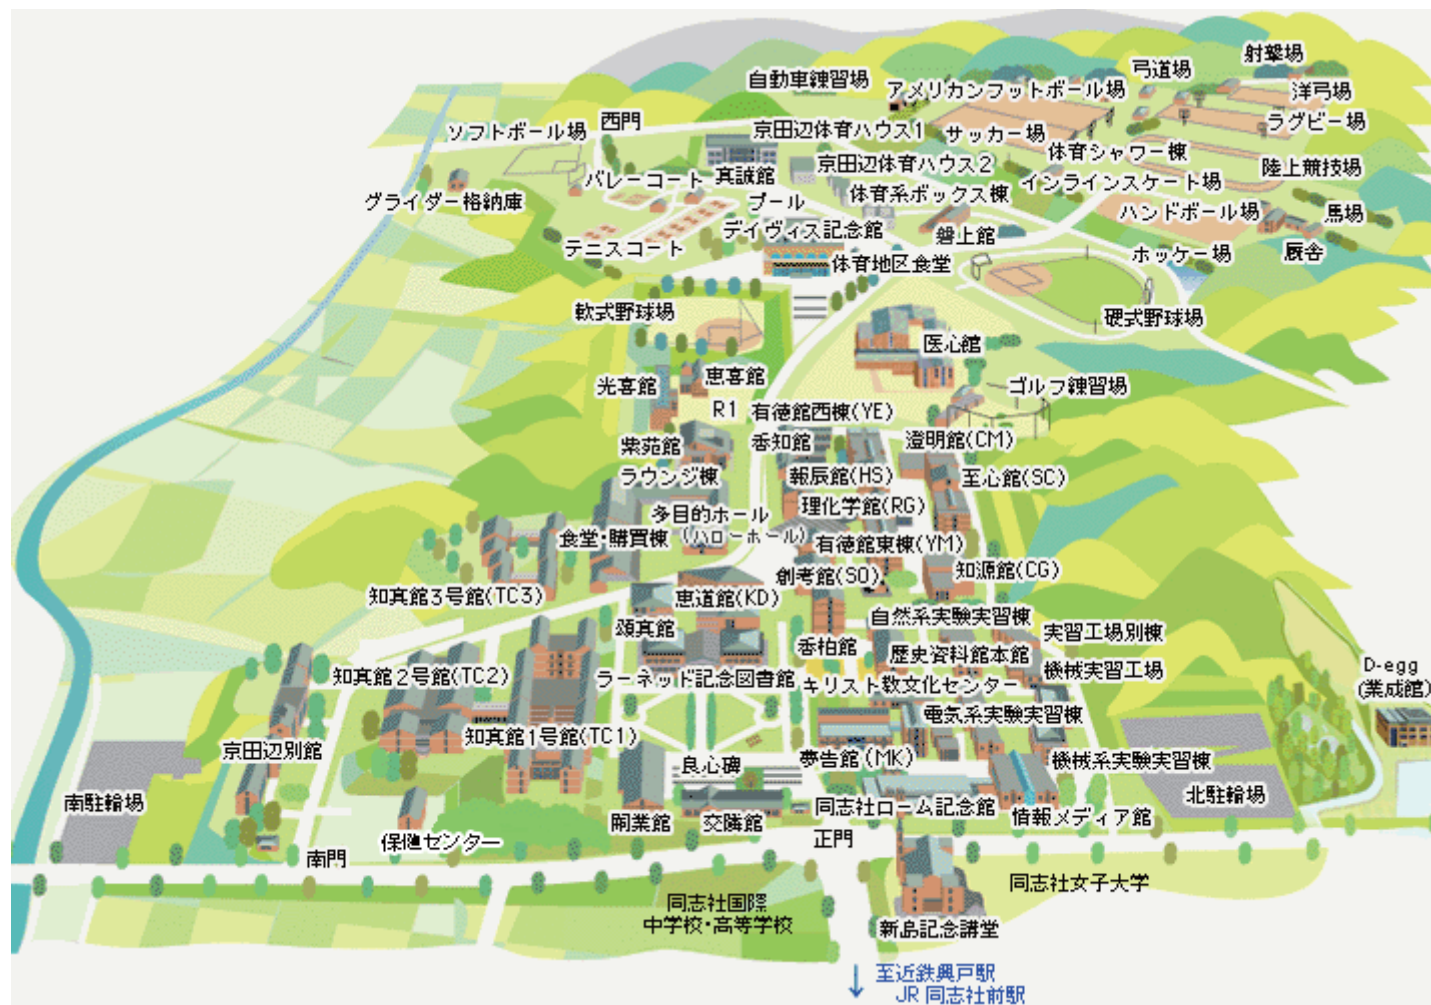 射撃場
弓道場
自動車練習場
アメリカンフットボール場
洋弓場
ラグビー場
ソフトボール場
西門
京田辺体育ハウス1
サッカー場
体育シャワー棟
京田辺体育ハウス2
陸上競技場
バレーコート
真誠館
インラインスケート場
グライダー格納庫
プール
体育系ボックス棟
ハンドボール場
馬場
デイヴィス記念館
磐上館
テニスコート
体育地区食堂
ホッケー場
厩舎
軟式野球場
硬式野球場
医心館
光喜館
恵喜館
ゴルフ練習場
R1
有徳館西棟(YE)
紫苑館
香知館
澄明館(CM)
ラウンジ棟
報辰館(HS)
至心館(SC)
理化学館(RG)
多目的ホール
(ハローホール)
食堂・購買棟
有徳館東棟(YM)
創考館(SO)
知源館(CG)
知真館3号館(TC3)
恵道館(KD)
自然系実験実習棟
頌真館
香柏館
実習工場別棟
歴史資料館本館
機械実習工場
D-egg
(業成館)
知真館2号館(TC2)
ラーネッド記念図書館
キリスト教文化センター
電気系実験実習棟
知真館1号館(TC1)
京田辺別館
良心碑
夢告館(MK)
機械系実験実習棟
南駐輪場
北駐輪場
同志社ローム記念館
情報メディア館
開業館
交隣館
保健センター
正門
南門
同志社女子大学
同志社国際
中学校・高等学校
新島記念講堂
↓ 至近鉄興戸駅
JR 同志社前駅